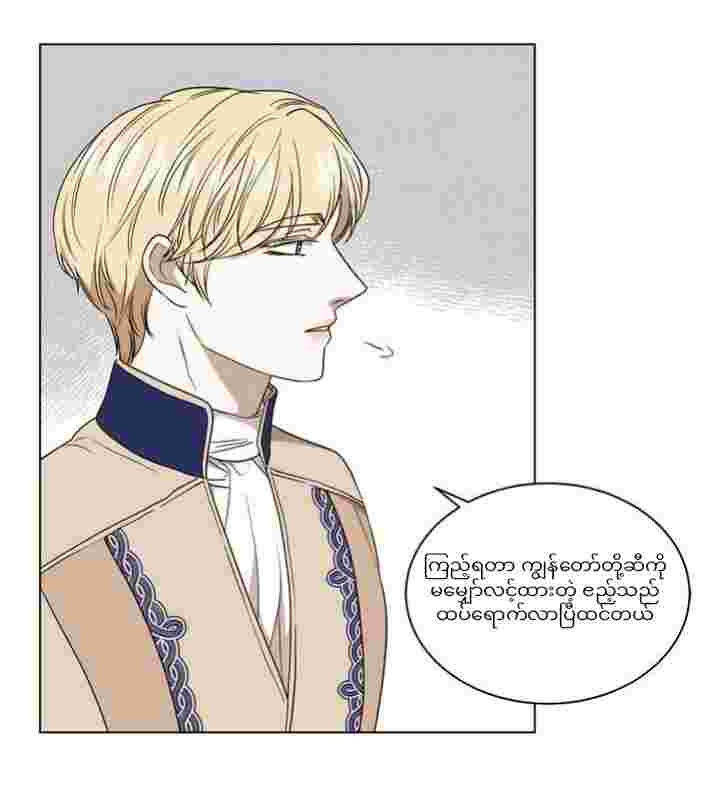 ကြည့်ရတာ ကျွန်တော်တို့ဆီကို
မမျှော်လင့်ထားတဲ့ ဧည့်သည်
ထပ်ရောက်လာပြီထင်တယ်